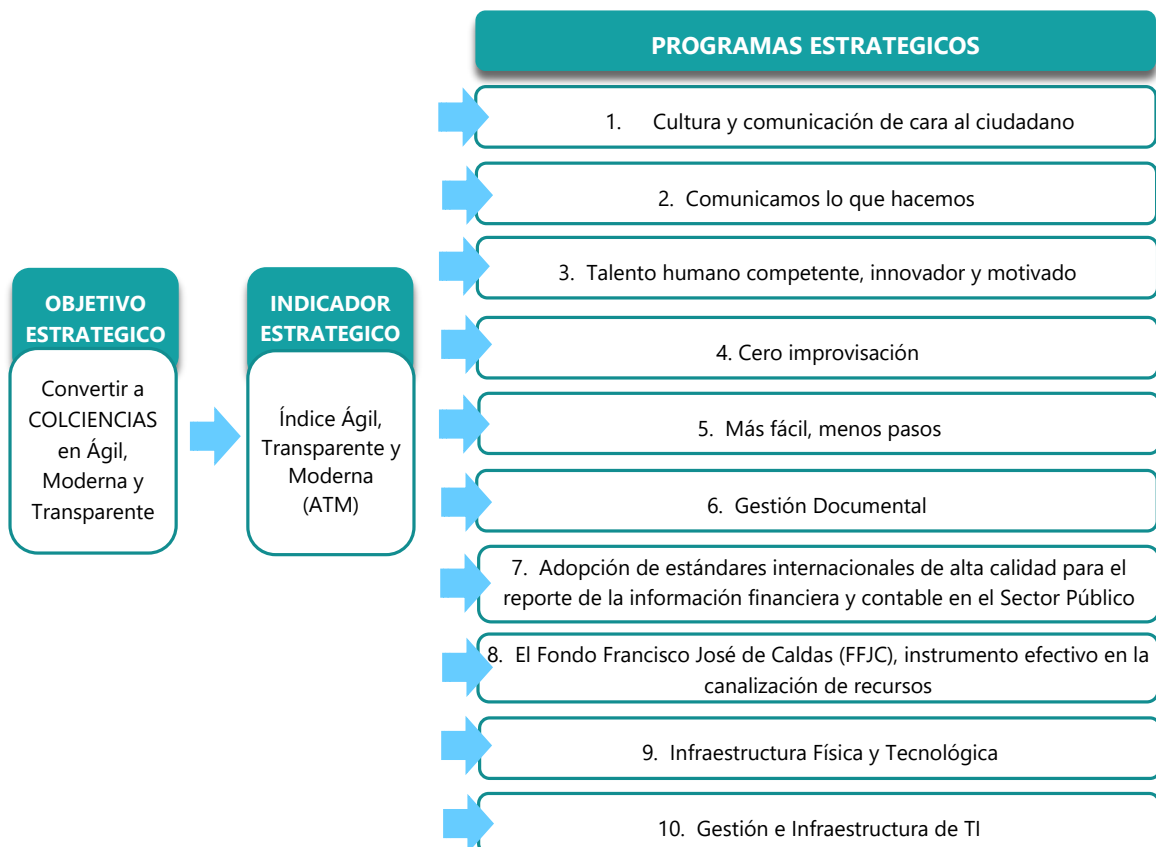 PROGRAMAS ESTRATEGICOS
1. Cultura y comunicación de cara al ciudadano
2. Comunicamos lo que hacemos
3. Talento humano competente, innovador y motivado
4. Cero improvisación
5. Más fácil, menos pasos
6. Gestión Documental
7. Adopción de estándares internacionales de alta calidad para el
reporte de la información financiera y contable en el Sector Público
8. El Fondo Francisco José de Caldas (FFJC), instrumento efectivo en la
canalización de recursos
9. Infraestructura Física y Tecnológica
10. Gestión e Infraestructura de TI
OBJETIVO
ESTRATEGICO
Convertir a
COLCIENCIAS
en Ágil,
Moderna y
Transparente
INDICADOR
ESTRATEGICO
Índice Ágil,
Transparente y
Moderna
(ATM)